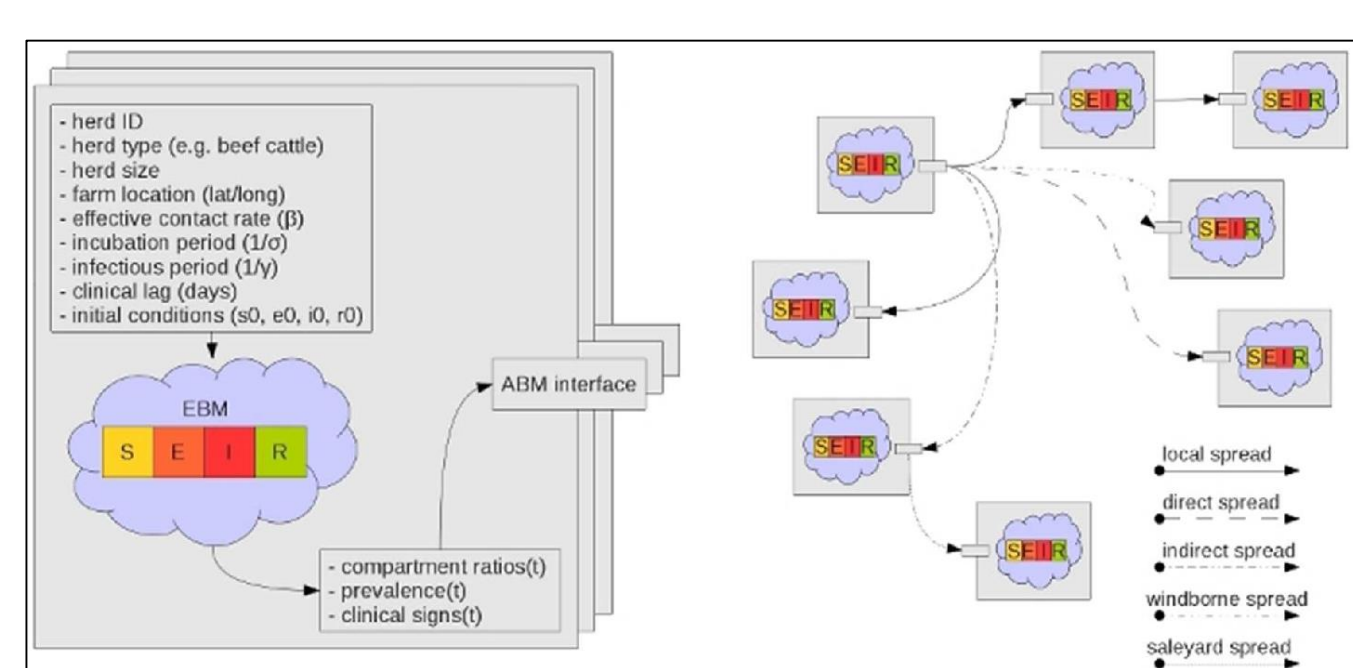 - herd ID
- herd type (e.g. beef cattle)
- herd size
- farm location (lat/long)
- effective contact rate (β)
- incubation period (1/σ)
- infectious period (1/γ)
- clinical lag (days)
- initial conditions (s0, e0, i0, r0)
EBM
S E I R
ABM interface
- compartment ratios(t)
- prevalence(t)
- clinical signs(t)
SEIR
SEIR
SEIR
SEIR
SEIR
SEIR
SEIR
SEIR
local spread
direct spread
indirect spread
windborne spread
saleyard spread